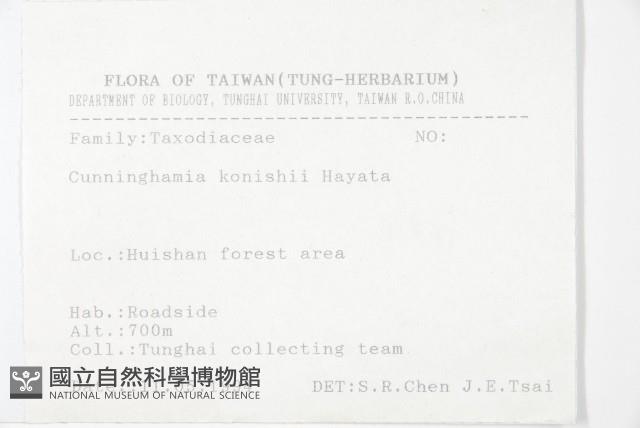 FLORA OF TAIWAN(TUNG-HERBARIUM)
DEPARTMENT OF BIOLOGY, TUNGHAI UNIVERSITY, TAIWAN R.O.CHINA
Family:Taxodiaceae NO:
Cunninghamia konishii Hayata
Loc.:Huishan forest area
Hab.:Roadside
Alt.:700m
Coll.:Tunghai collecting team
DET:S.R.Chen J.E.Tsai
國立自然科學博物館
NATIONAL MUSEUM OF NATURAL SCIENCE